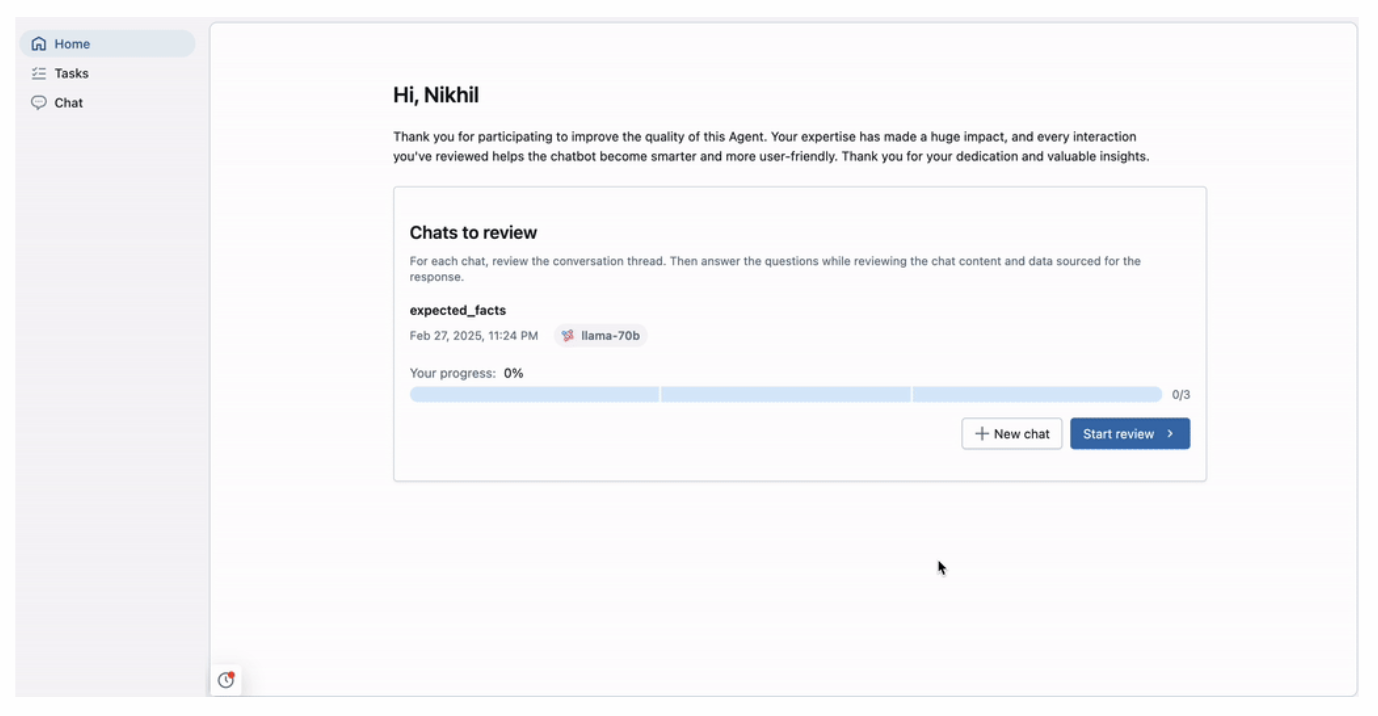 Home
Tasks
Chat
Hi, Nikhil
Thank you for participating to improve the quality of this Agent. Your expertise has made a huge impact, and every interaction
you've reviewed helps the chatbot become smarter and more user-friendly. Thank you for your dedication and valuable insights.
Chats to review
For each chat, review the conversation thread. Then answer the questions while reviewing the chat content and data sourced for the
response.
expected_facts
Feb 27, 2025, 11:24 PM llama-70b
Your progress: 0%
0/3
New chat Start review